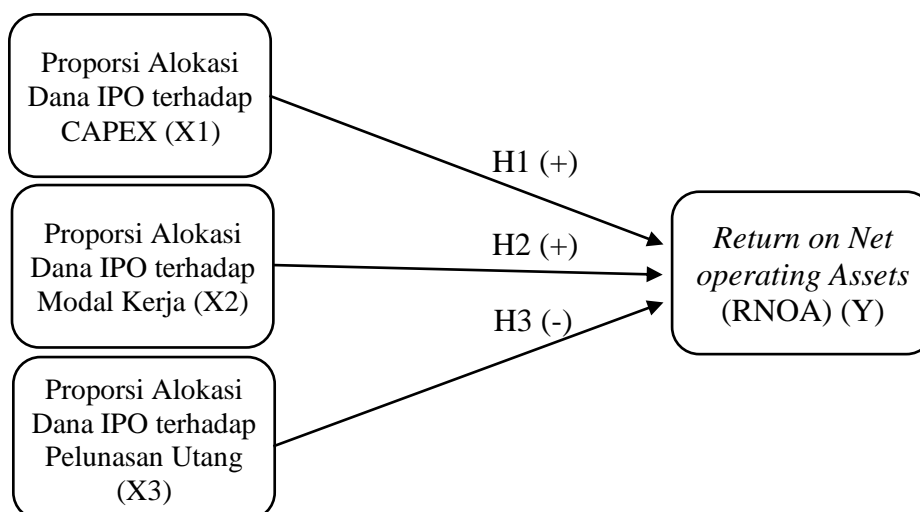 Proporsi Alokasi
Dana IPO terhadap
CAPEX (X1)
H1 (+)
Proporsi Alokasi
Dana IPO terhadap
Modal Kerja (X2)
H2 (+)
Return on Net
operating Assets
(RNOA) (Y)
H3 (-)
Proporsi Alokasi
Dana IPO terhadap
Pelunasan Utang
(X3)